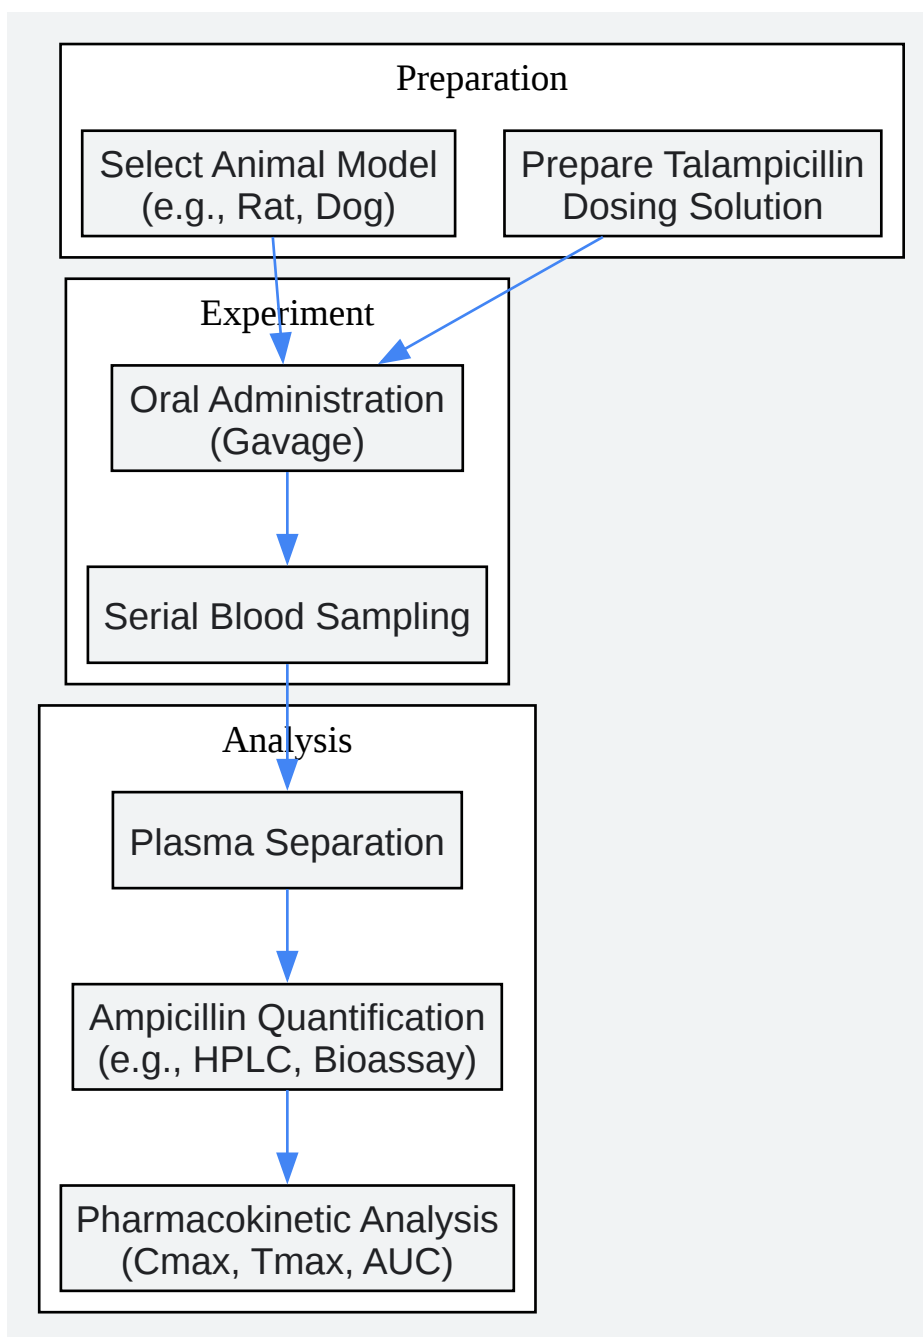 Preparation
Select Animal Model
(e.g., Rat, Dog)
Prepare Talampicillin
Dosing Solution
Experiment
Oral Administration
(Gavage)
Serial Blood Sampling
Analysis
Plasma Separation
Ampicillin Quantification
(e.g., HPLC, Bioassay)
Pharmacokinetic Analysis
(Cmax, Tmax, AUC)